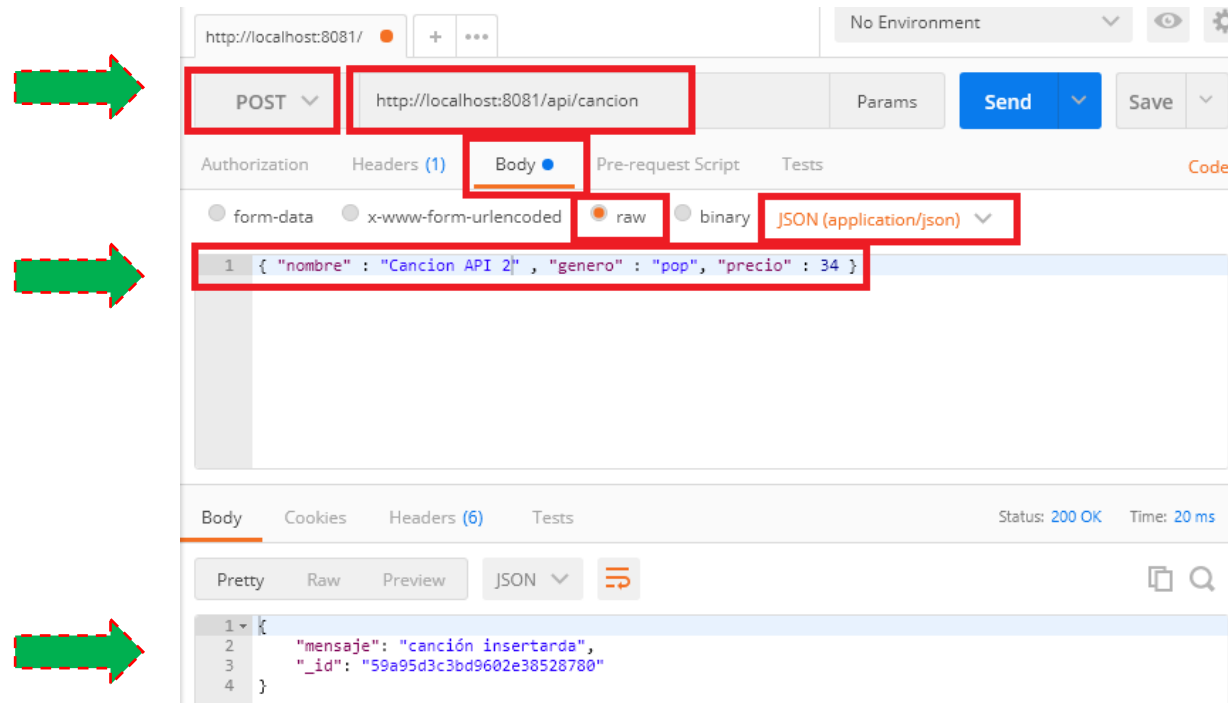 http://localhost:8081/ + ••• No Environment
POST http://localhost:8081/api/cancion Params Send Save
Authorization Headers (1) Body Pre-request Script Tests Code
form-data x-www-form-urlencoded raw binary JSON (application/json)
1 { "nombre" : "Cancion API 2" , "genero" : "pop", "precio" : 34 }
Body Cookies Headers (6) Tests Status: 200 OK Time: 20 ms
Pretty Raw Preview JSON
1 {
2 "mensaje": "canción insertarda",
3 "_id": "59a95d3c3bd9602e38528780"
4 }